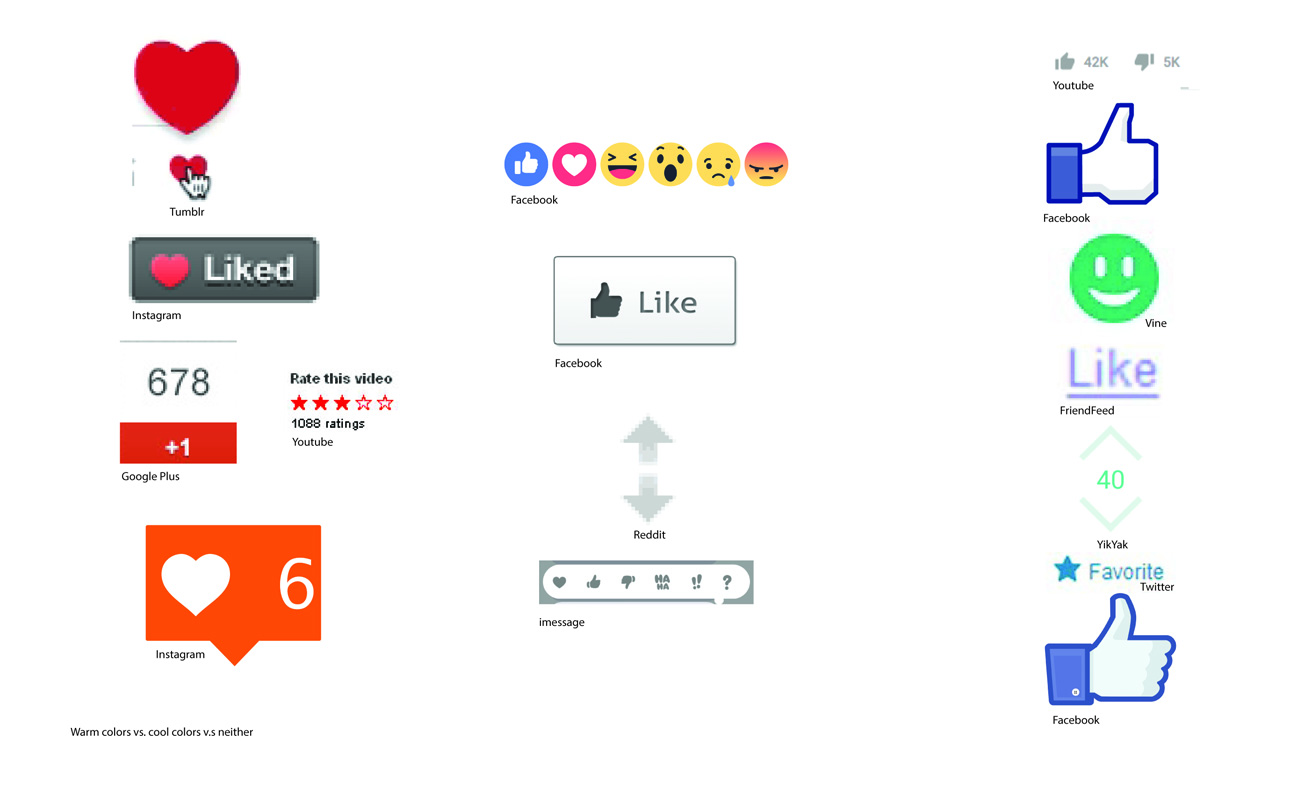 Tumblr
Liked
Instagram
678
+1
Google Plus
Rate this video
1088 ratings
Youtube
6
Instagram
Warm colors vs. cool colors v.s neither
Facebook
Like
Facebook
Reddit
HA
HA
!!
?
imessage
42K 5K
Youtube
Facebook
Vine
Like
FriendFeed
40
YikYak
Favorite
Twitter
Facebook